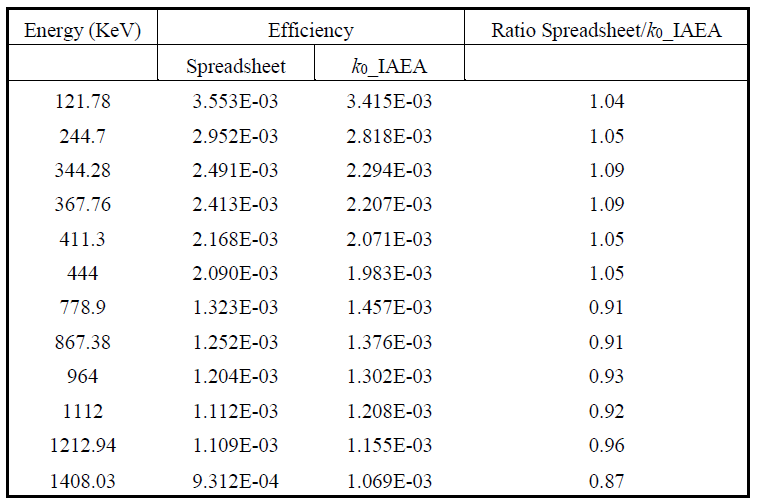 Energy (KeV) Efficiency Ratio Spreadsheet/k0_IAEA
Spreadsheet k0_IAEA
121.78 3.553E-03 3.415E-03 1.04
244.7 2.952E-03 2.818E-03 1.05
344.28 2.491E-03 2.294E-03 1.09
367.76 2.413E-03 2.207E-03 1.09
411.3 2.168E-03 2.071E-03 1.05
444 2.090E-03 1.983E-03 1.05
778.9 1.323E-03 1.457E-03 0.91
867.38 1.252E-03 1.376E-03 0.91
964 1.204E-03 1.302E-03 0.93
1112 1.112E-03 1.208E-03 0.92
1212.94 1.109E-03 1.155E-03 0.96
1408.03 9.312E-04 1.069E-03 0.87